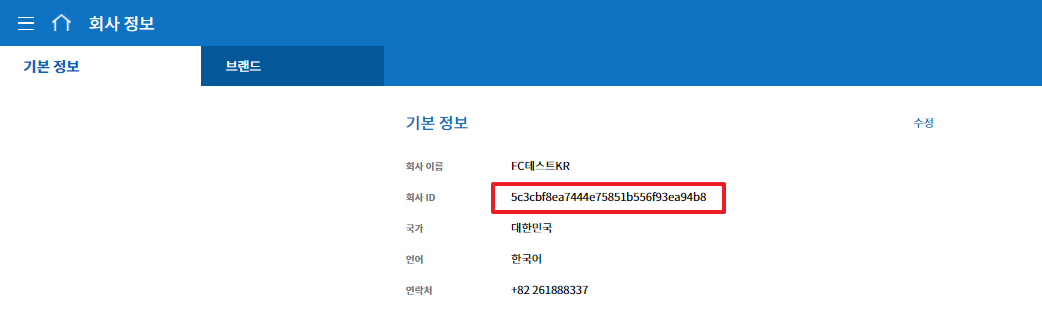 회사 정보
기본 정보 브랜드
기본 정보 수정
회사 이름 FC테스트KR
회사 ID 5c3cbf8ea7444e75851b556f93ea94b8
국가 대한민국
언어 한국어
연락처 +82 261888337